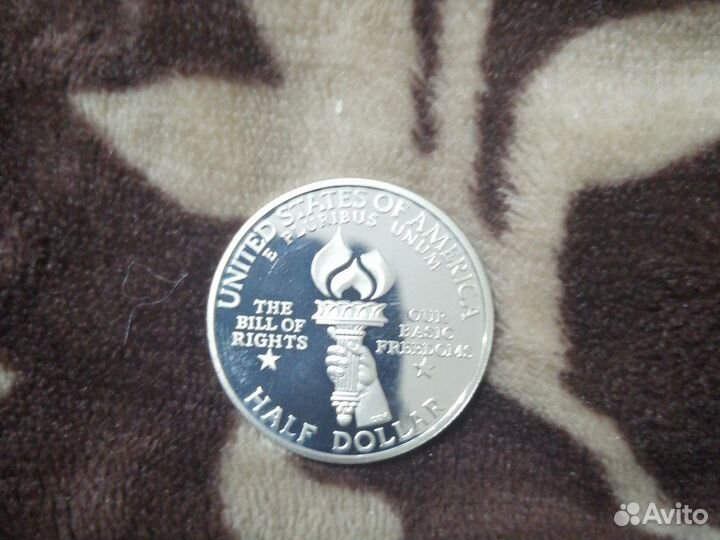 UNITED STATES OF AMERICA
E PLURIBUS UNUM
THE
BILL OF
RIGHTS
OUR
BASIC
FREEDOMS
HALF DOLLAR
Avito